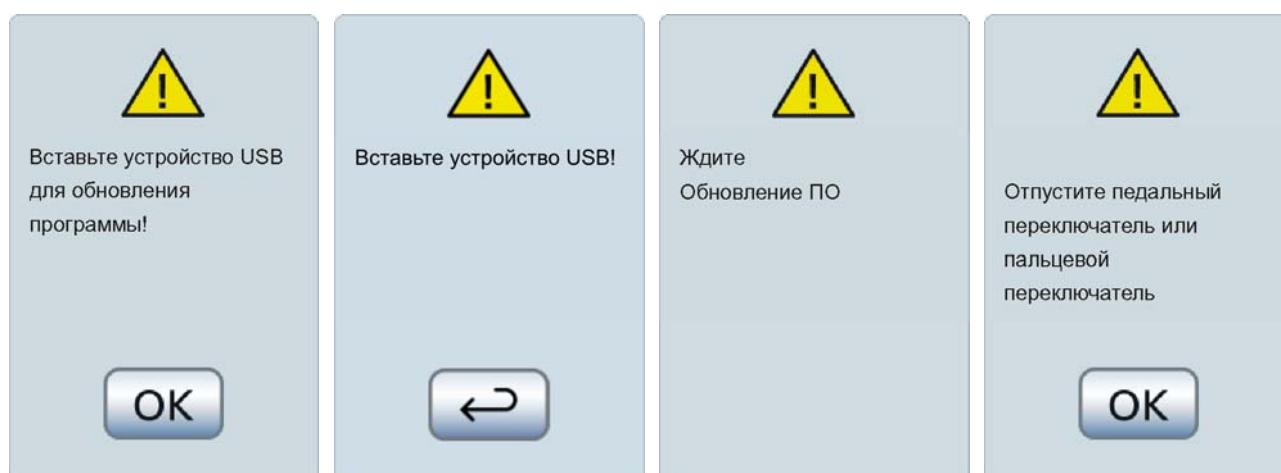 Вставьте устройство USB
для обновления
программы!
OK
Вставьте устройство USB!
Ждите
Обновление ПО
Отпустите педальный
переключатель или
пальцевой
переключатель
OK